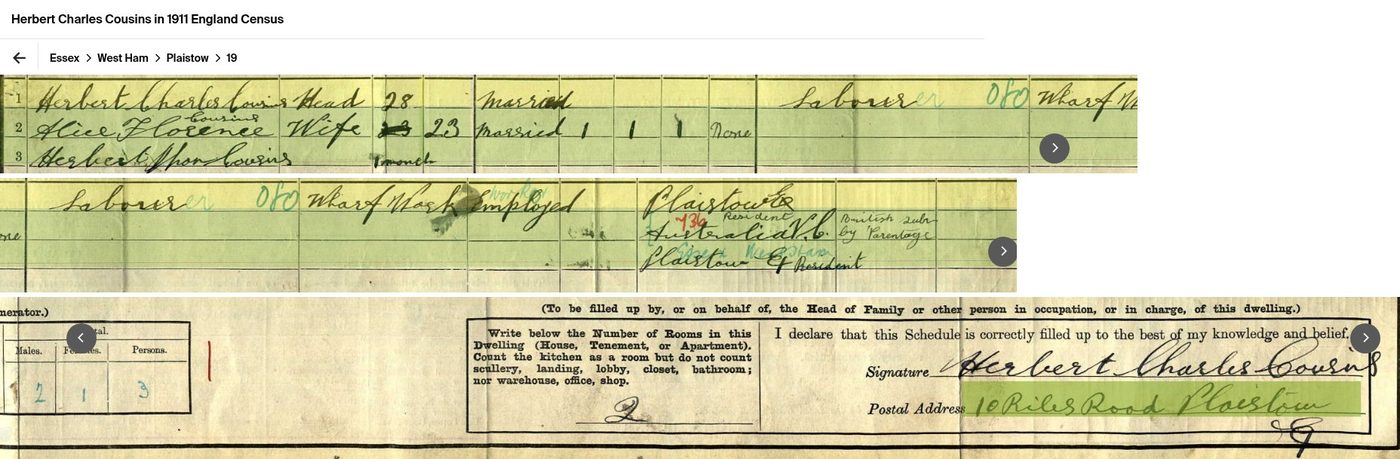 Herbert Charles Cousins in 1911 England Census
Essex > West Ham > Plaistow > 19
1 Herbert Charles Cousins Head 28 Married Labourer 080 Wharf
2 Alice Florence Cousins Wife 23 Married 1 1 1 None
3 Herbert Cousins 1 month
Labourer 080 Wharf Employed Plaistow
Resident
one Australia British Sub by Parentage
Plaistow Resident
(To be filled up by, or on behalf of, the Head of Family or other person in occupation, or in charge, of this dwelling.)
merator.)
Males. Persons.
2 1 3
Write below the Number of Rooms in this
Dwelling (House, Tenement, or Apartment).
Count the kitchen as a room but do not count
scullery, landing, lobby, closet, bathroom;
nor warehouse, office, shop.
2
I declare that this Schedule is correctly filled up to the best of my knowledge and belief.
Signature Herbert Charles Cousins
Postal Address 10 Riles Road Plaistow
E